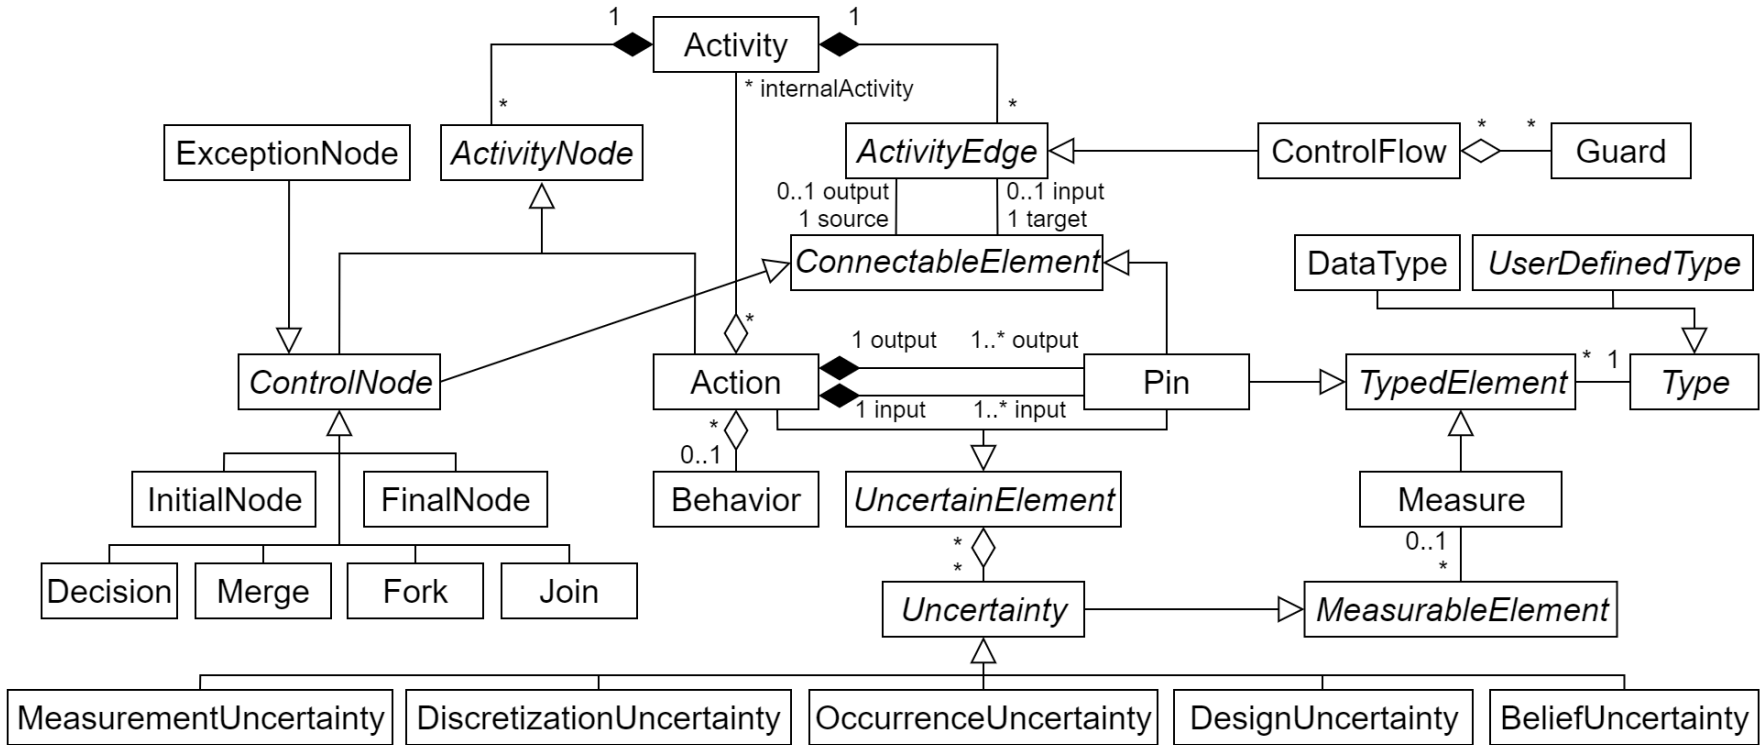 1
Activity
1
* internalActivity
*
*
ExceptionNode
ActivityNode
ActivityEdge
ControlFlow
*
*
Guard
0..1 output
0..1 input
1 source
1 target
ConnectableElement
DataType
UserDefinedType
*
1 output
1..* output
ControlNode
Action
Pin
TypedElement
*
1
Type
1 input
1..* input
*
0..1
InitialNode
FinalNode
Behavior
UncertainElement
Measure
*
*
0..1
*
Decision
Merge
Fork
Join
Uncertainty
MeasurableElement
MeasurementUncertainty
DiscretizationUncertainty
OccurrenceUncertainty
DesignUncertainty
BeliefUncertainty